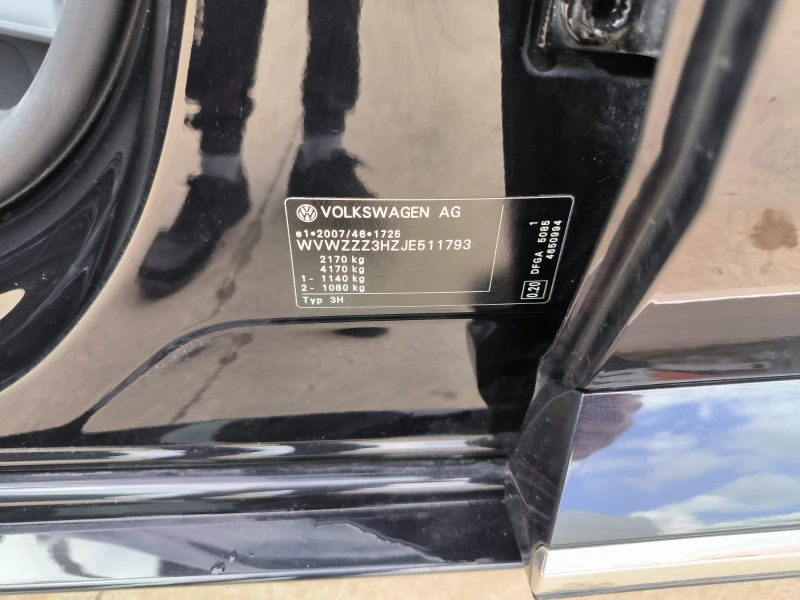 VOLKSWAGEN AG
e1*2007/46*1725
WVWZZZ3HZJE511793
2170 kg
4170 kg
1- 1140 kg
2- 1080 kg
Typ 3H
0.20
DFGA 5085
1
4850994